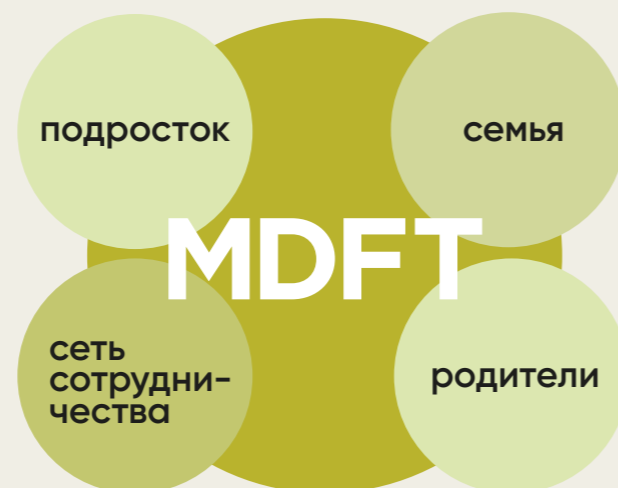 подросток
семья
MDFT
сеть
сотрудни-
чества
родители